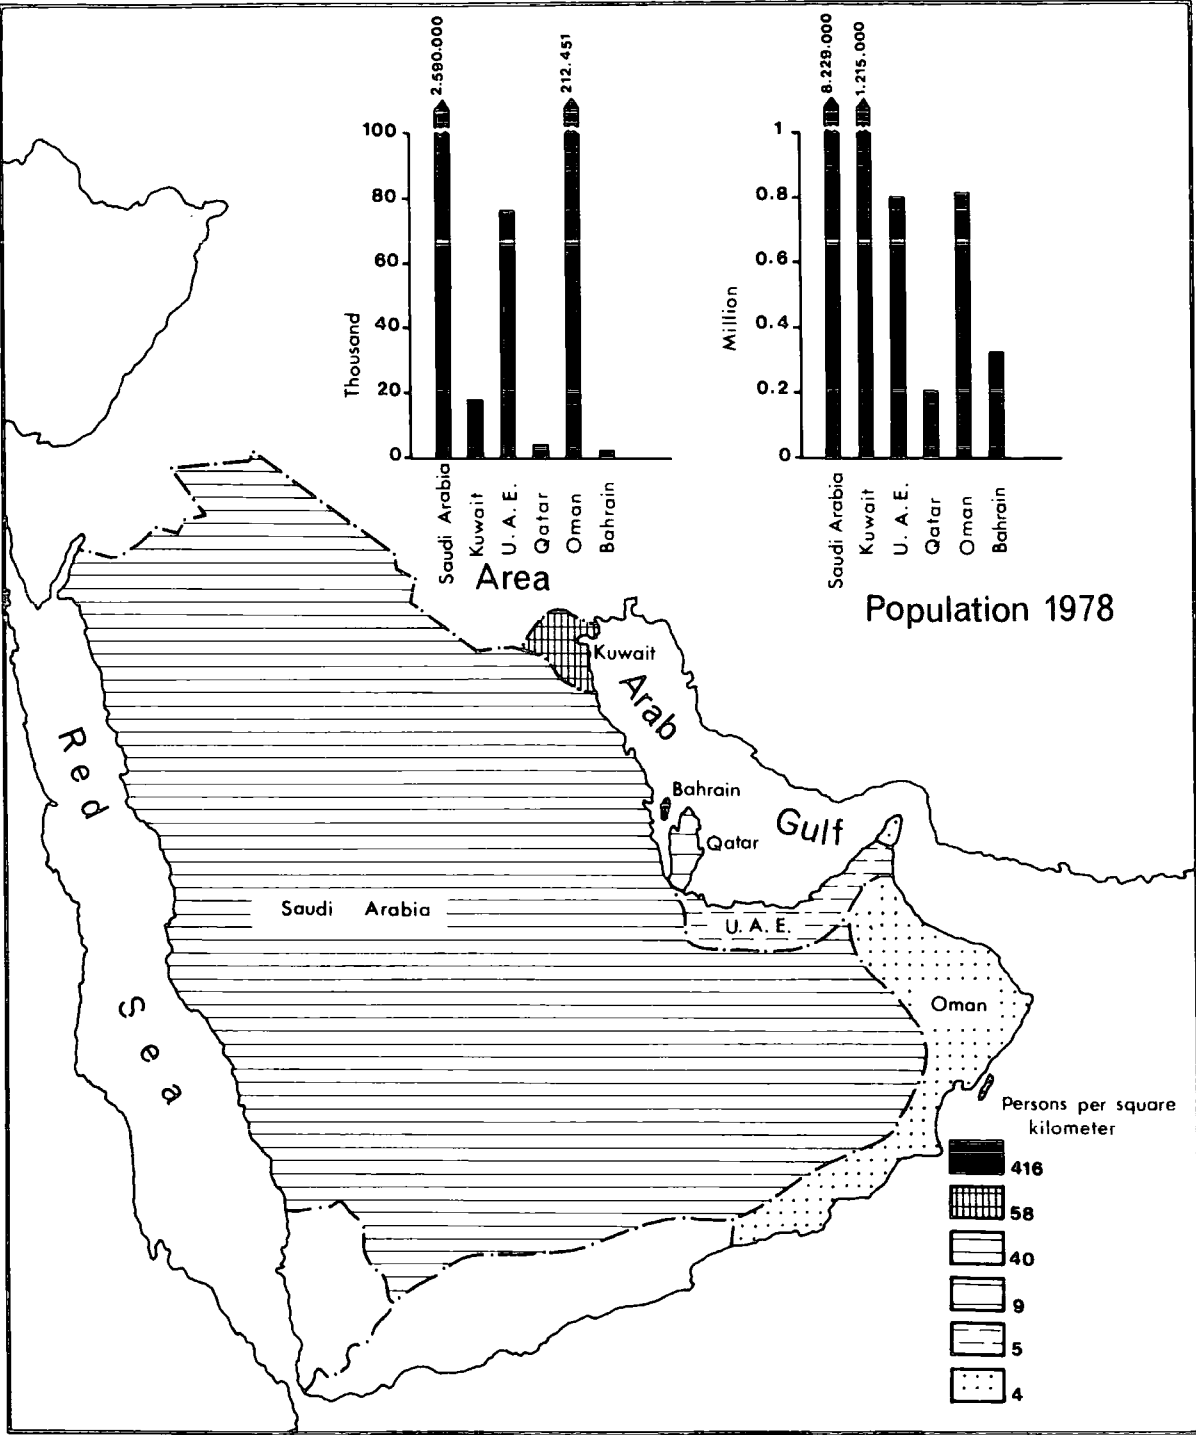 2.590.000
212.451
100
80
60
40
20
0
Thousand
Saudi Arabia
Kuwait
U. A. E.
Qatar
Oman
Bahrain
Area
8.229.000
1.215.000
1
0.8
0.6
0.4
0.2
0
Million
Saudi Arabia
Kuwait
U. A. E.
Qatar
Oman
Bahrain
Population 1978
Kuwait
Arab
Gulf
Red
Sea
Bahrain
Qatar
Saudi Arabia
U. A. E.
Oman
Persons per square
kilometer
416
58
40
9
5
4